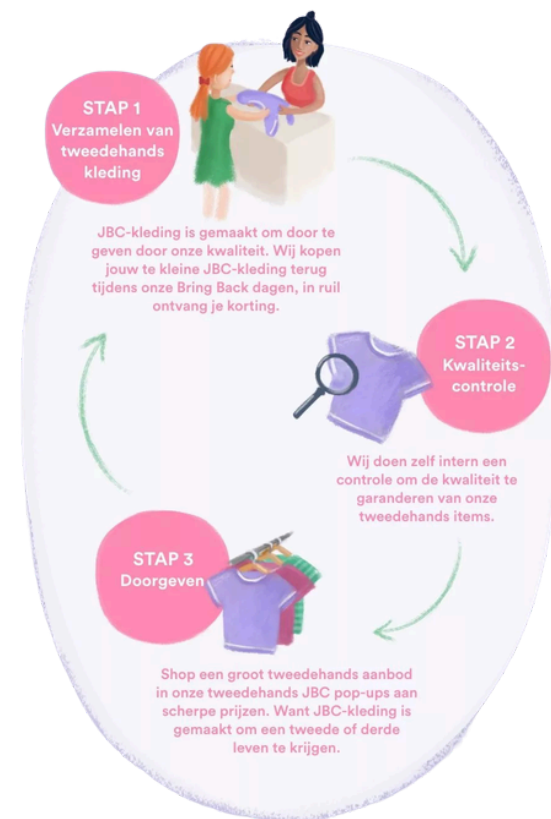 STAP 1
Verzamelen van
tweedehands
kleding
JBC-kleding is gemaakt om door te
geven door onze kwaliteit. Wij kopen
jouw te kleine JBC-kleding terug
tijdens onze Bring Back dagen, in ruil
ontvang je korting.
STAP 2
Kwaliteits-
controle
Wij doen zelf intern een
controle om de kwaliteit te
garanderen van onze
tweedehands items.
STAP 3
Doorgeven
Shop een groot tweedehands aanbod
in onze tweedehands JBC pop-ups aan
scherpe prijzen. Want JBC-kleding is
gemaakt om een tweede of derde
leven te krijgen.